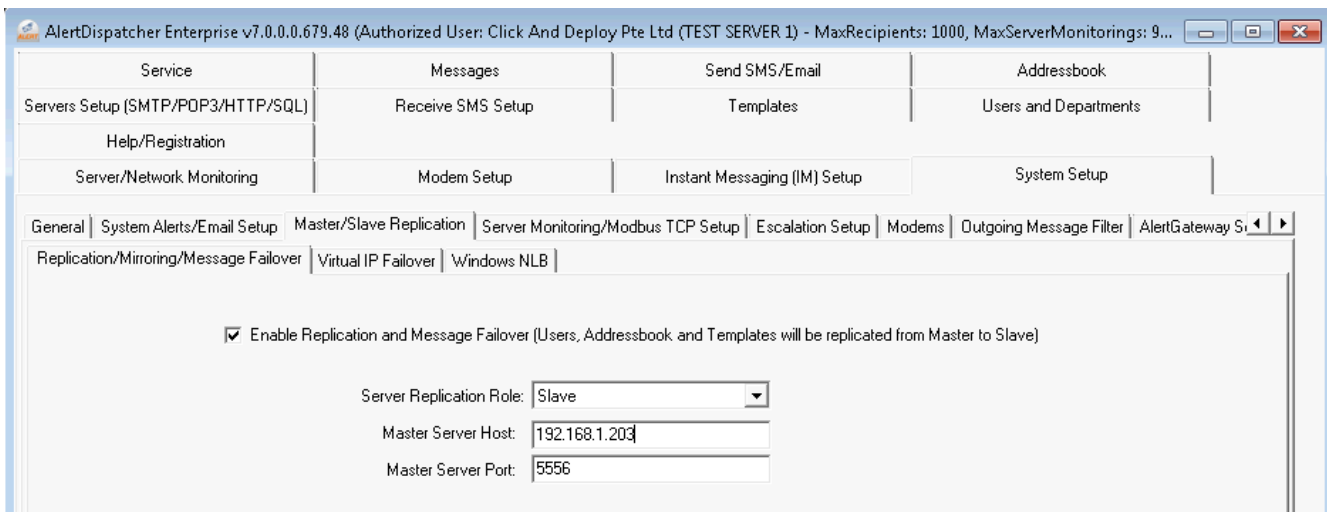 AlertDispatcher Enterprise v7.0.0.0.679.48 (Authorized User: Click And Deploy Pte Ltd (TEST SERVER 1) - MaxRecipients: 1000, MaxServerMonitorings: 9...
Service Messages Send SMS/Email Addressbook
Servers Setup (SMTP/POP3/HTTP/SQL) Receive SMS Setup Templates Users and Departments
Help/Registration
Server/Network Monitoring Modem Setup Instant Messaging (IM) Setup System Setup
General System Alerts/Email Setup Master/Slave Replication Server Monitoring/Modbus TCP Setup Escalation Setup Modems Outgoing Message Filter AlertGateway
Replication/Mirroring/Message Failover Virtual IP Failover Windows NLB
Enable Replication and Message Failover (Users, Addressbook and Templates will be replicated from Master to Slave)
Server Replication Role: Slave
Master Server Host: 192.168.1.203
Master Server Port: 5556